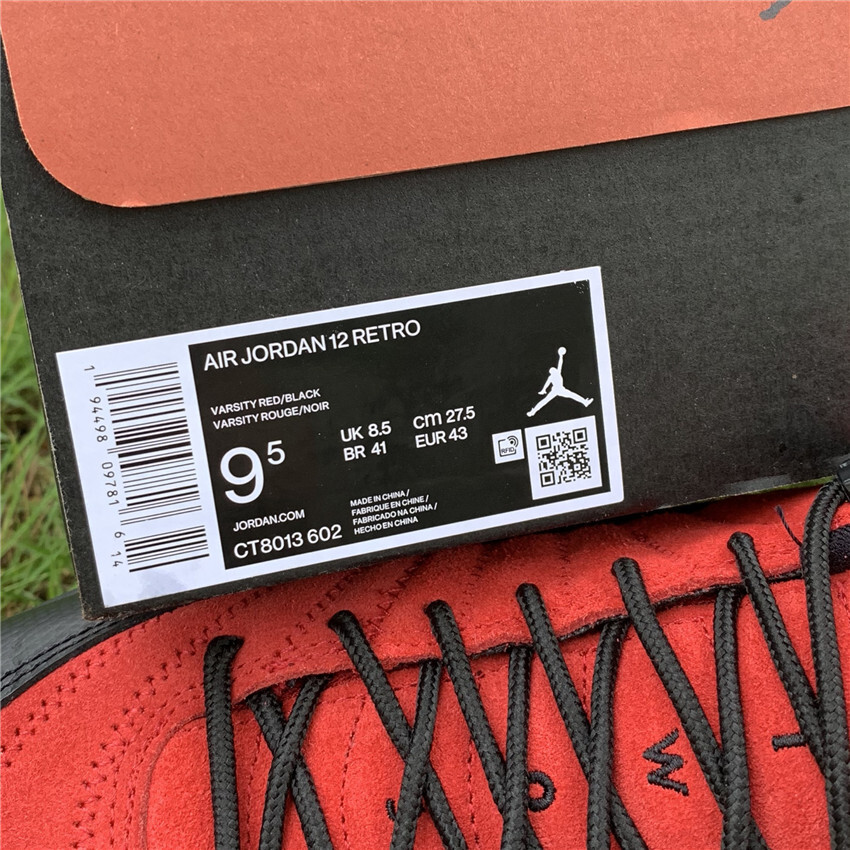 AIR JORDAN 12 RETRO
VARSITY RED/BLACK
VARSITY ROUGE/NOIR
9 5
UK 8.5
BR 41
cm 27.5
EUR 43
RFID
JORDAN.COM
CT8013 602
MADE IN CHINA /
FABRIQUE EN CHINE /
FABRICADO NA CHINA /
HECHO EN CHINA
1 94498 09781 6 14
W
I